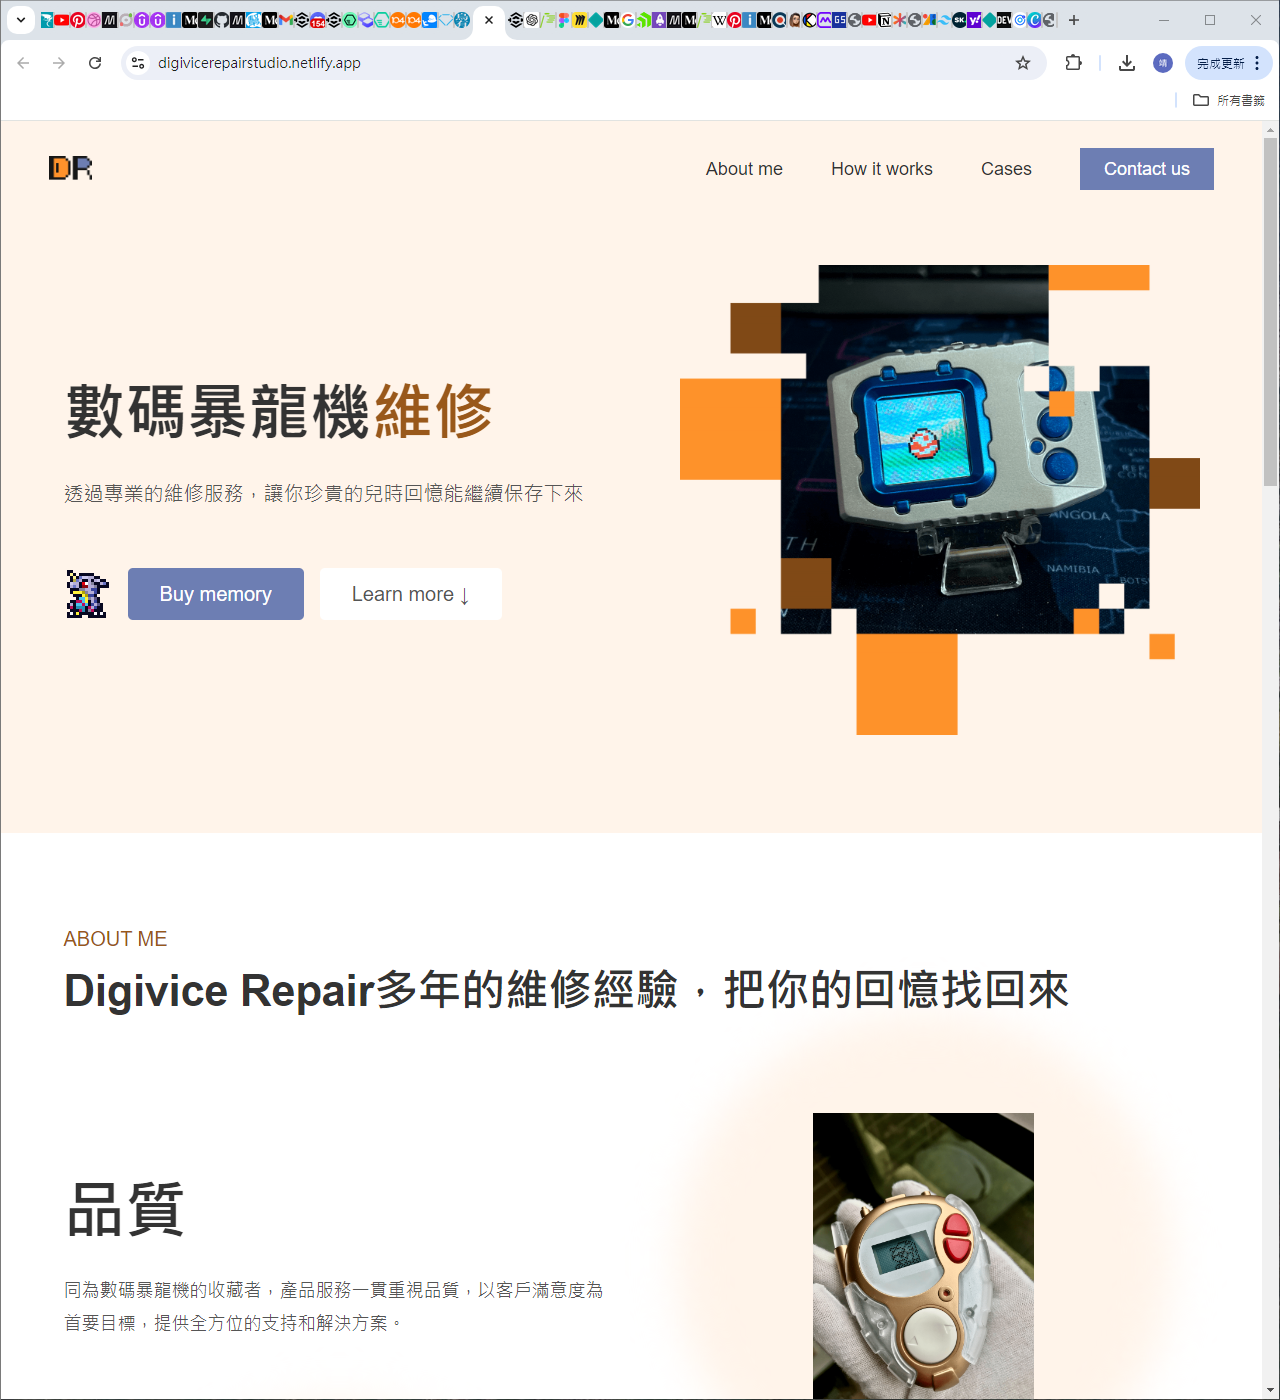 digivicerepairstudio.netlify.app
靖
完成更新
所有書籤
DR
About me
How it works
Cases
Contact us
數碼暴龍機維修
透過專業的維修服務，讓你珍貴的兒時回憶能繼續保存下來
Buy memory
Learn more ↓
ANGOLA
NAMIBIA
ABOUT ME
Digivice Repair多年的維修經驗，把你的回憶找回來
品質
同為數碼暴龍機的收藏者，產品服務一貫重視品質，以客戶滿意度為
首要目標，提供全方位的支持和解決方案。